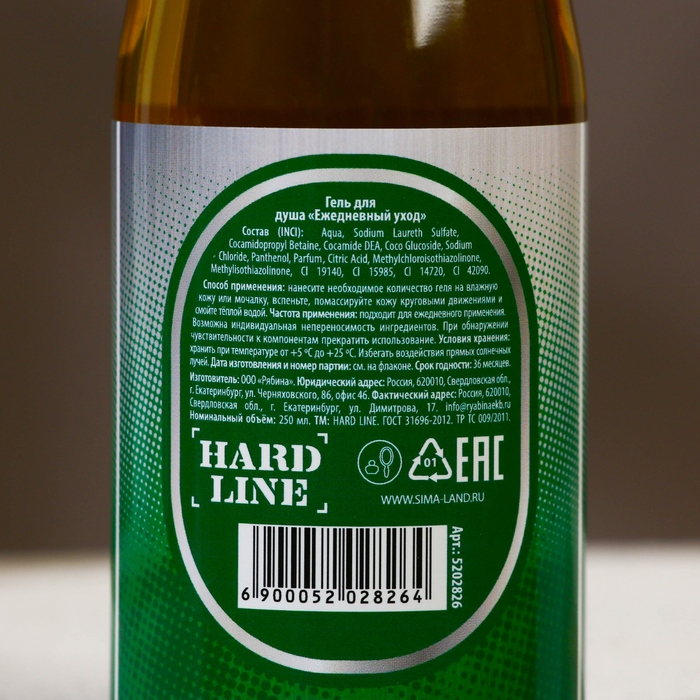 Гель для
душа «Ежедневный уход»
Состав (INCI): Aqua, Sodium Laureth Sulfate,
Cocamidopropyl Betaine, Cocamide DEA, Coco Glucoside, Sodium
Chloride, Panthenol, Parfum, Citric Acid, Methylchloroisothiazolinone,
Methylisothiazolinone, CI 19140, CI 15985, CI 14720, CI 42090.
Способ применения: нанесите необходимое количество геля на влажную
кожу или мочалку, вспеньте, помассируйте кожу круговыми движениями и
смойте тёплой водой. Частота применения: подходит для ежедневного применения.
Возможна индивидуальная непереносимость ингредиентов. При обнаружении
чувствительности к компонентам прекратить использование. Условия хранения:
хранить при температуре от +5 ºС до +25 ºС. Избегать воздействия прямых солнечных
лучей. Дата изготовления и номер партии: см. на флаконе. Срок годности: 36 месяцев.
Изготовитель: ООО «Рябина». Юридический адрес: Россия, 620010, Свердловская обл.,
г. Екатеринбург, ул. Черняховского, 86, офис 46. Фактический адрес: Россия, 620010,
Свердловская обл., г. Екатеринбург, ул. Димитрова, 17. info@ryabinaekb.ru
Номинальный объём: 250 мл. ТМ: HARD LINE. ГОСТ 31696-2012. ТР ТС 009/2011.
HARD
LINE
01
EAC
WWW.SIMA-LAND.RU
6 900052 028264
Арт.: 5202826